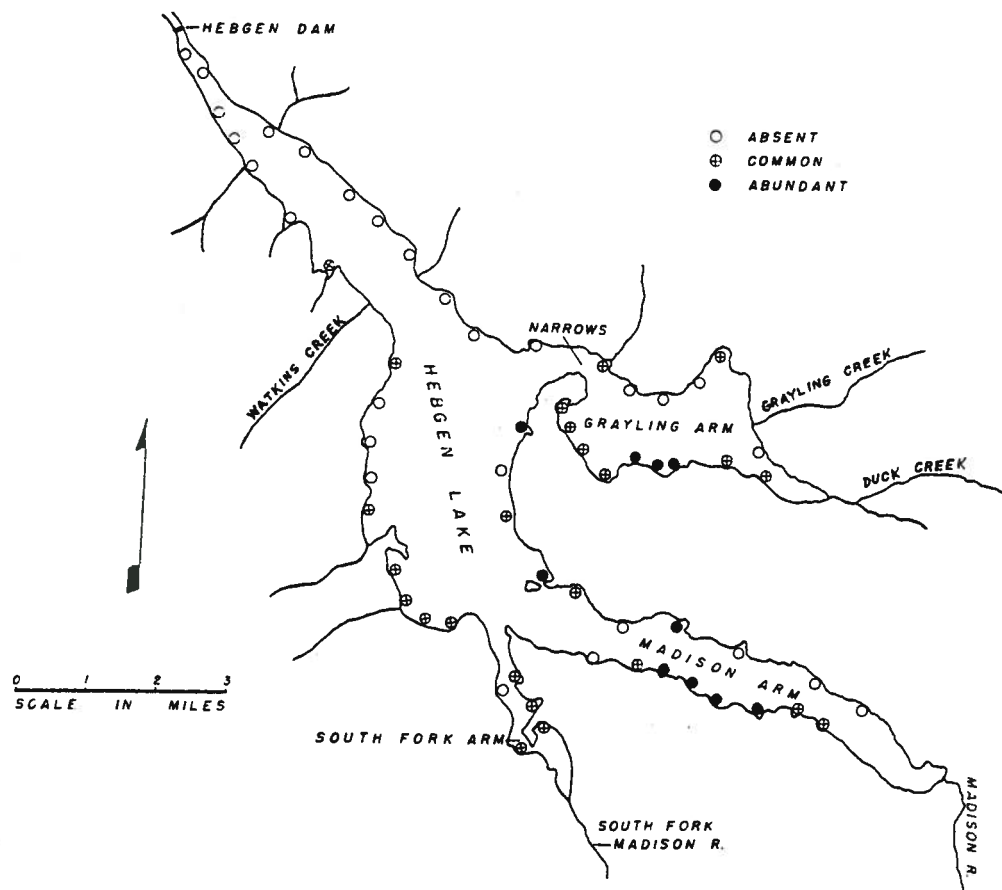 HEBGEN DAM
ABSENT
COMMON
ABUNDANT
NARROWS
WATKINS CREEK
HEBGEN LAKE
GRAYLING CREEK
GRAYLING ARM
DUCK CREEK
MADISON ARM
0 1 2 3
SCALE IN MILES
SOUTH FORK ARM
SOUTH FORK
MADISON R.
MADISON R.